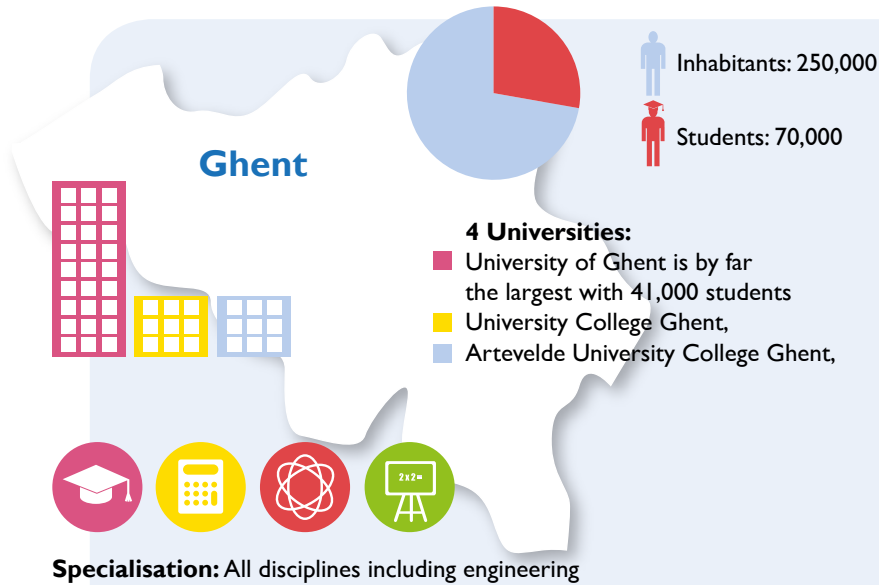 Inhabitants: 250,000
Students: 70,000
Ghent
4 Universities:
University of Ghent is by far
the largest with 41,000 students
University College Ghent,
Artevelde University College Ghent,
2x2=
Specialisation: All disciplines including engineering